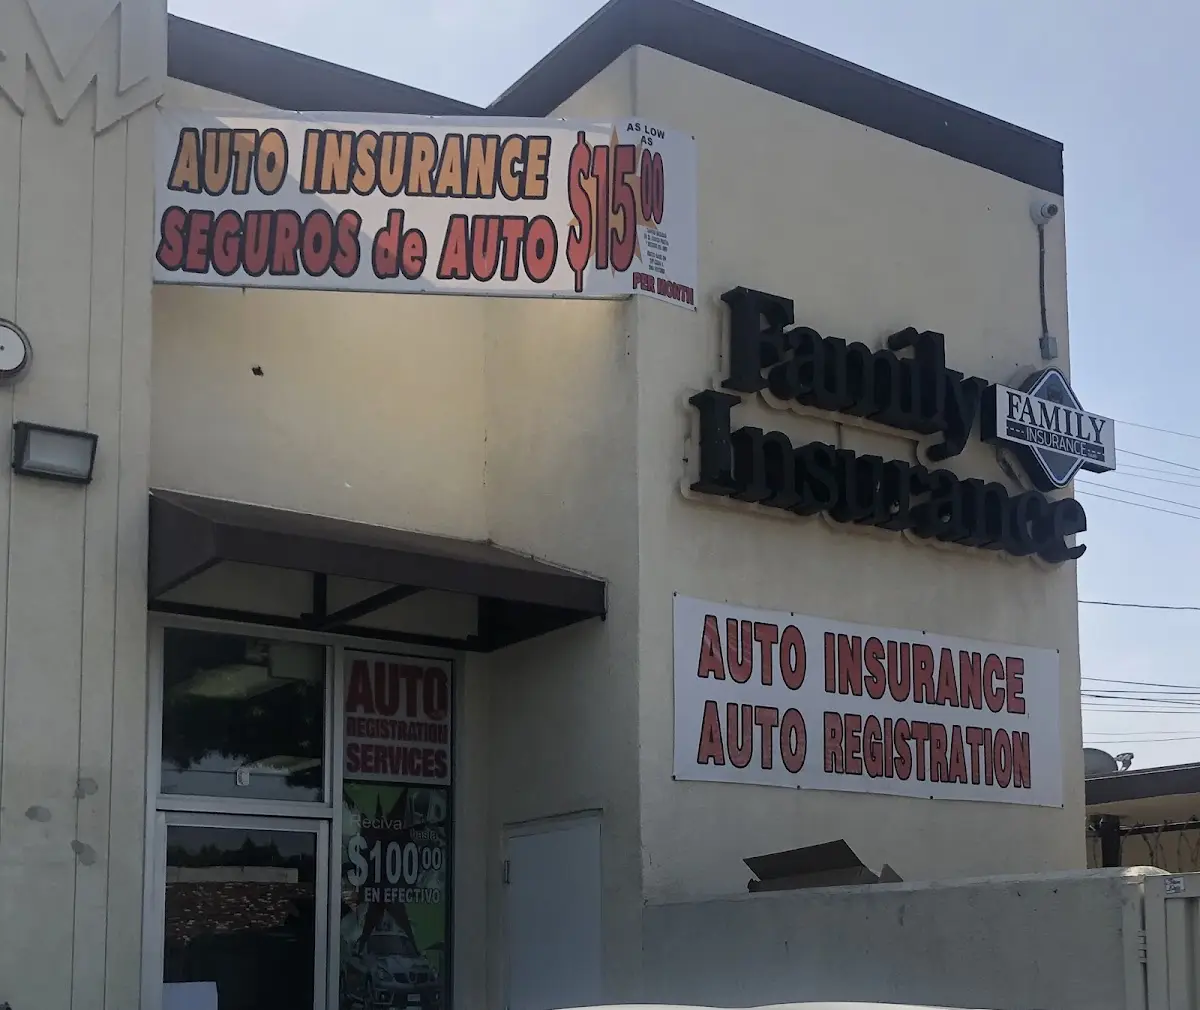 AUTO INSURANCE
SEGUROS de AUTO
AS LOW
AS
$15.00
PER MONTH
Family
Insurance
FAMILY
INSURANCE
AUTO INSURANCE
AUTO REGISTRATION
AUTO
REGISTRATION
SERVICES
Reciva
hasta
$100.00
EN EFECTIVO